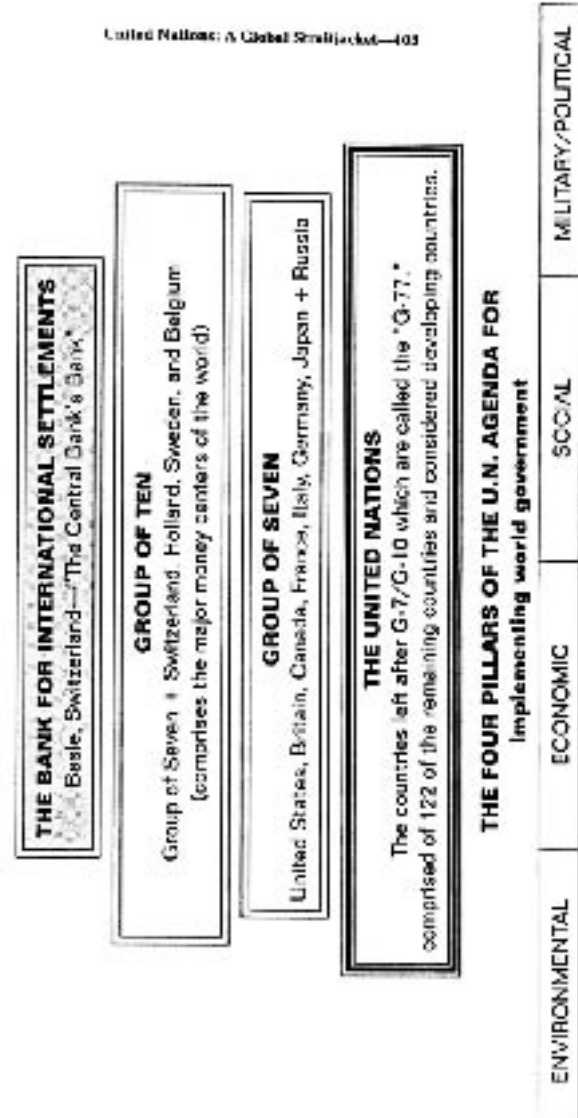 United Nations: A Global Straitjacket—403
THE BANK FOR INTERNATIONAL SETTLEMENTS
Basle, Switzerland—"The Central Bank's Bank"
GROUP OF TEN
Group of Seven + Switzerland, Holland, Sweden, and Belgium
(comprises the major money centers of the world)
GROUP OF SEVEN
United States, Britain, Canada, France, Italy, Germany, Japan + Russia
THE UNITED NATIONS
The countries left after G-7/G-10 which are called the "G-77."
comprised of 122 of the remaining countries and considered developing countries.
THE FOUR PILLARS OF THE U.N. AGENDA FOR
Implementing world government
ENVIRONMENTAL
ECONOMIC
SOCIAL
MILITARY/POLITICAL